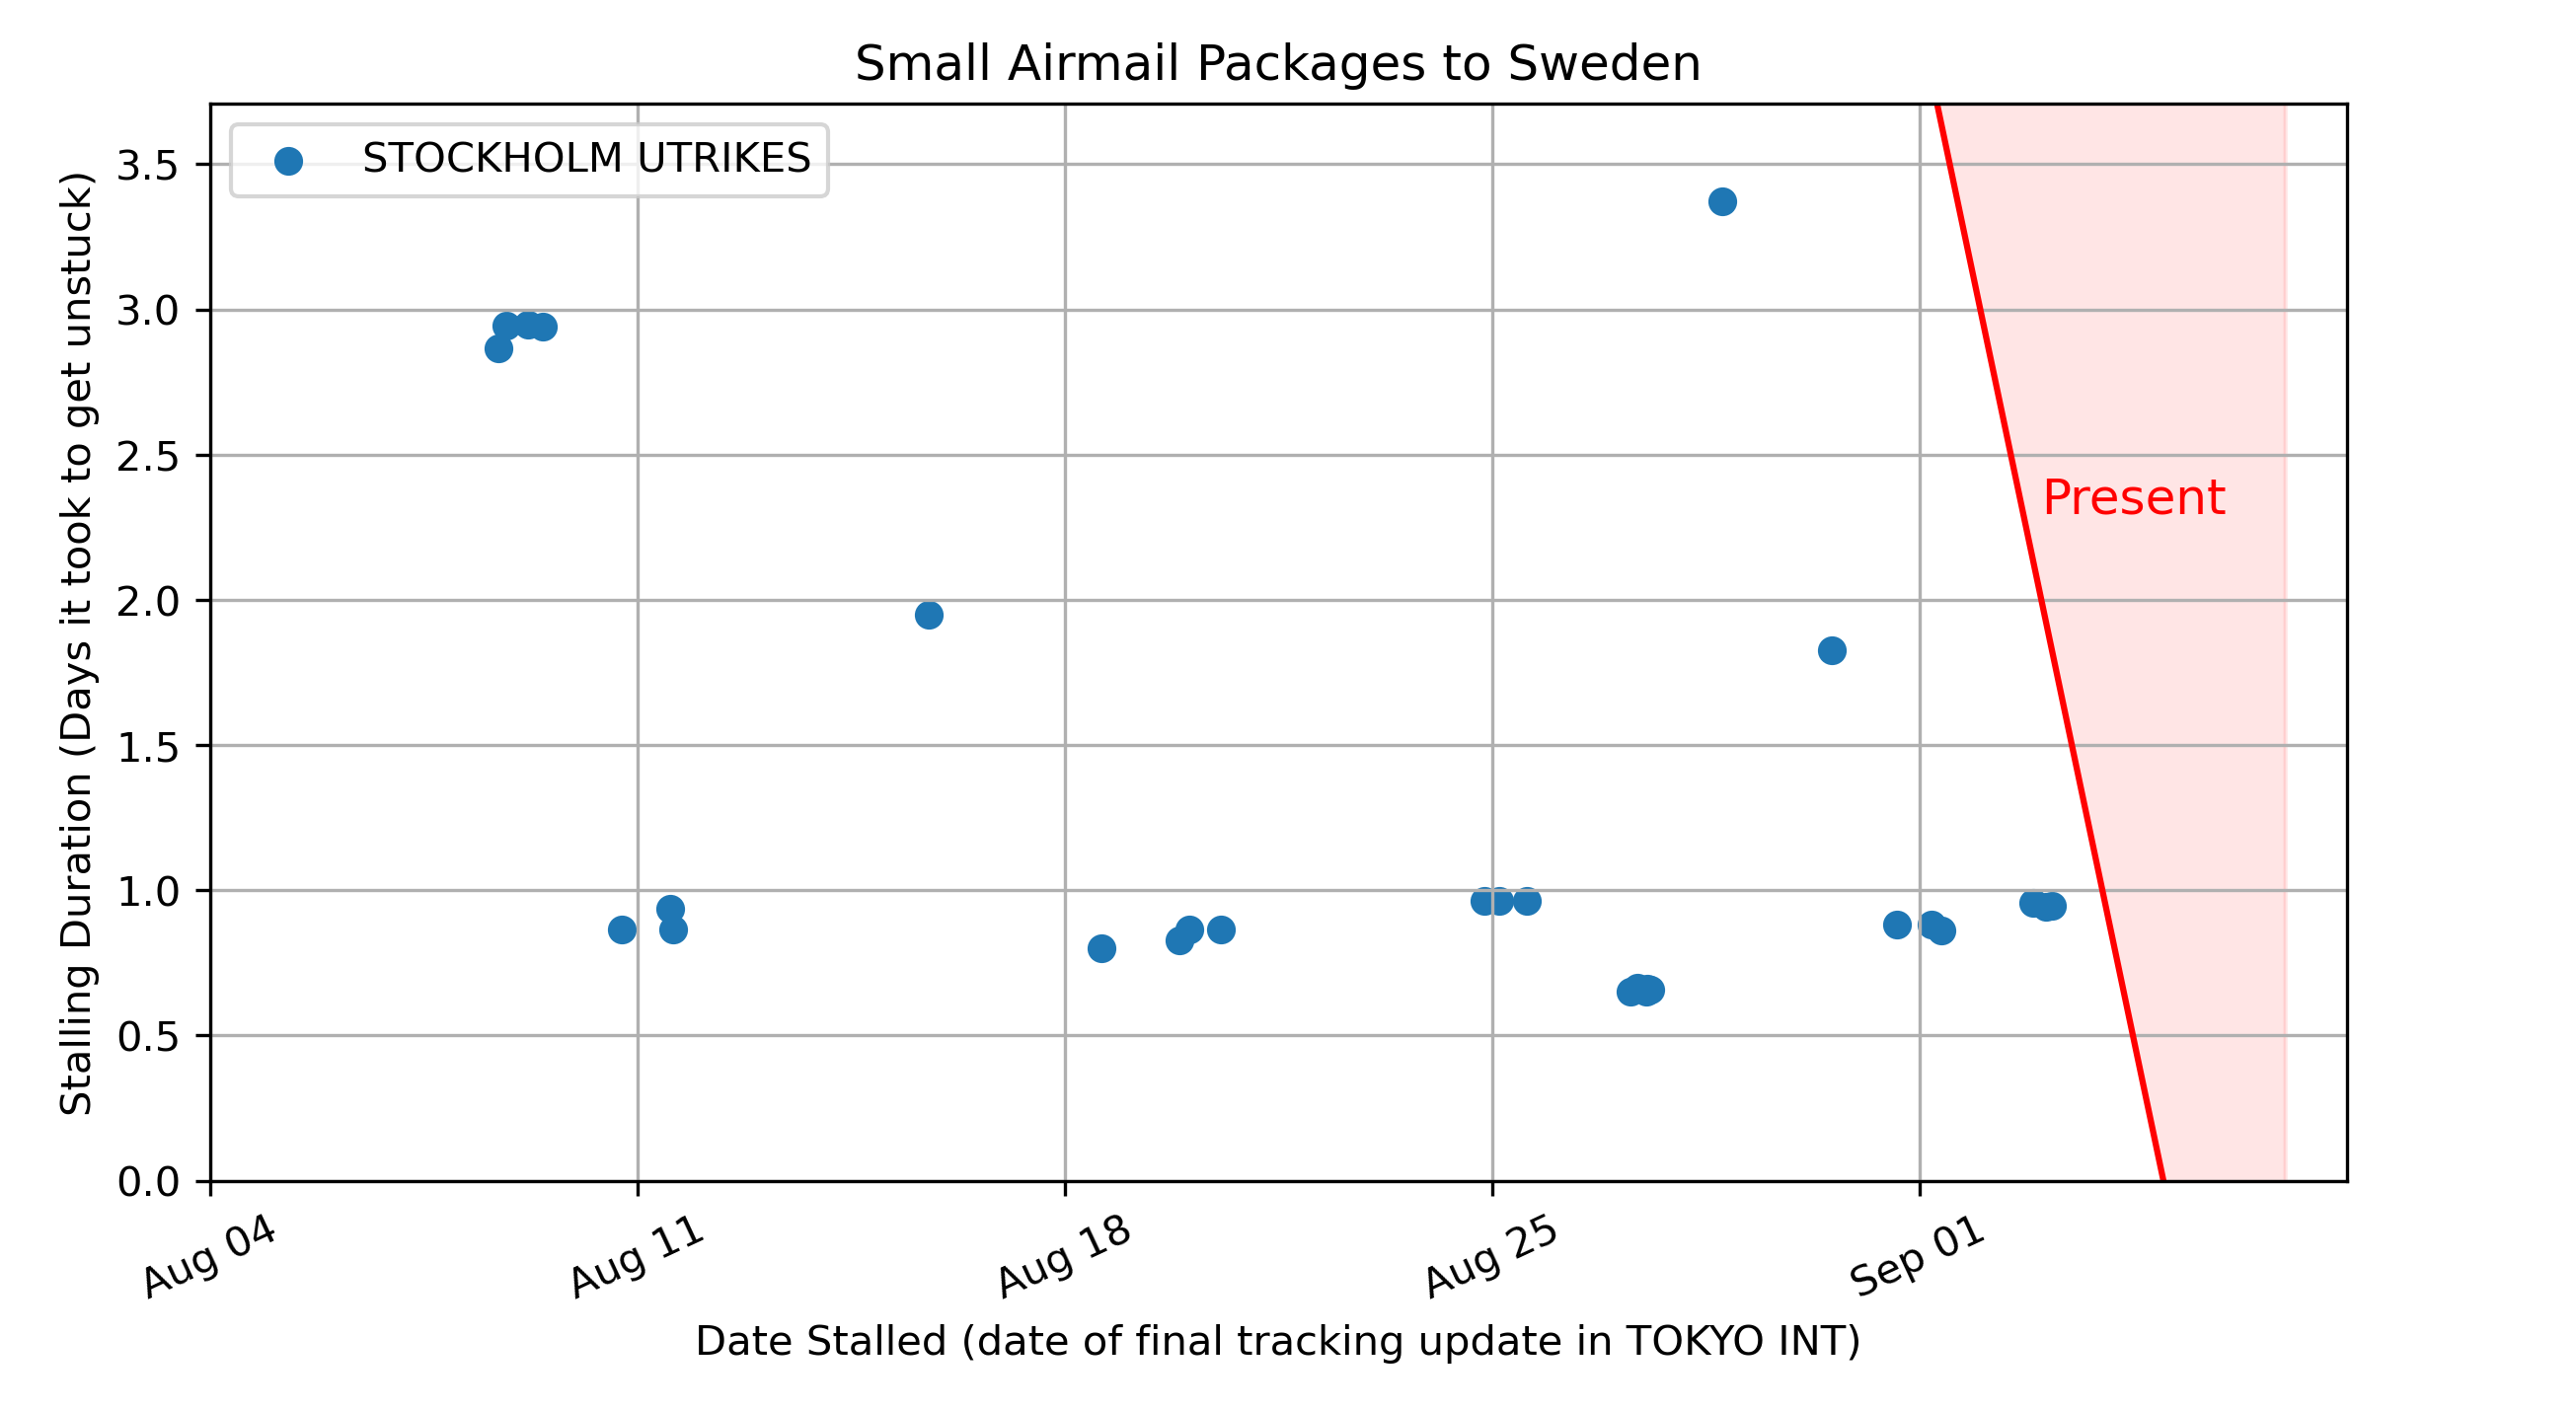 Small Airmail Packages to Sweden
STOCKHOLM UTRIKES
Stalling Duration (Days it took to get unstuck)
3.5
3.0
2.5
2.0
1.5
1.0
0.5
0.0
Present
Aug 04
Aug 11
Aug 18
Aug 25
Sep 01
Date Stalled (date of final tracking update in TOKYO INT)